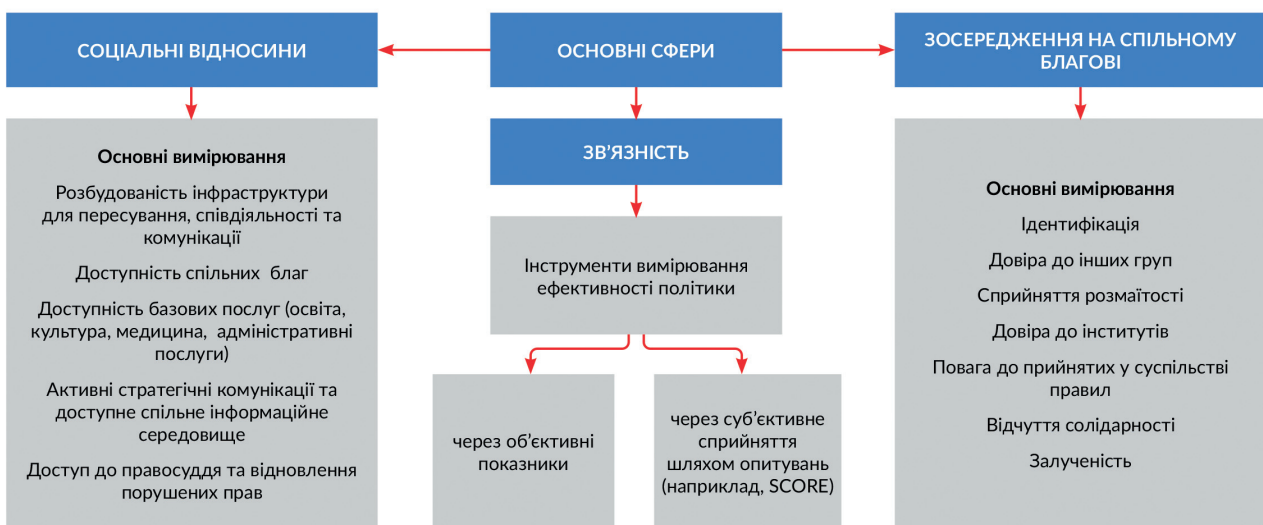 СОЦІАЛЬНІ ВІДНОСИНИ
ОСНОВНІ СФЕРИ
ЗОСЕРЕДЖЕННЯ НА СПІЛЬНОМУ
БЛАГОВІ
Основні вимірювання
Розбудованість інфраструктури
для пересування, співдіяльності та
комунікації
Доступність спільних благ
Доступність базових послуг (освіта,
культура, медицина, адміністративні
послуги)
Активні стратегічні комунікації та
доступне спільне інформаційне
середовище
Доступ до правосуддя та відновлення
порушених прав
ЗВ’ЯЗНІСТЬ
Інструменти вимірювання
ефективності політики
через об’єктивні
показники
через суб’єктивне
сприйняття
шляхом опитувань
(наприклад, SCORE)
Основні вимірювання
Ідентифікація
Довіра до інших груп
Сприйняття розмаїтості
Довіра до інститутів
Повага до прийнятих у суспільстві
правил
Відчуття солідарності
Залученість